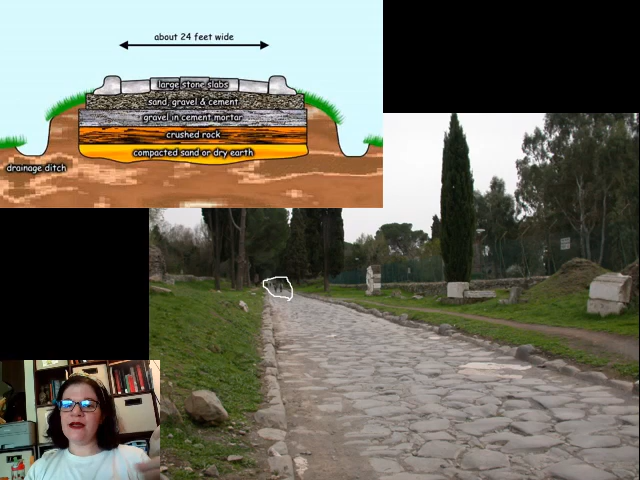 about 24 feet wide
large stone slabs
sand, gravel & cement
gravel in cement mortar
crushed rock
compacted sand or dry earth
drainage ditch